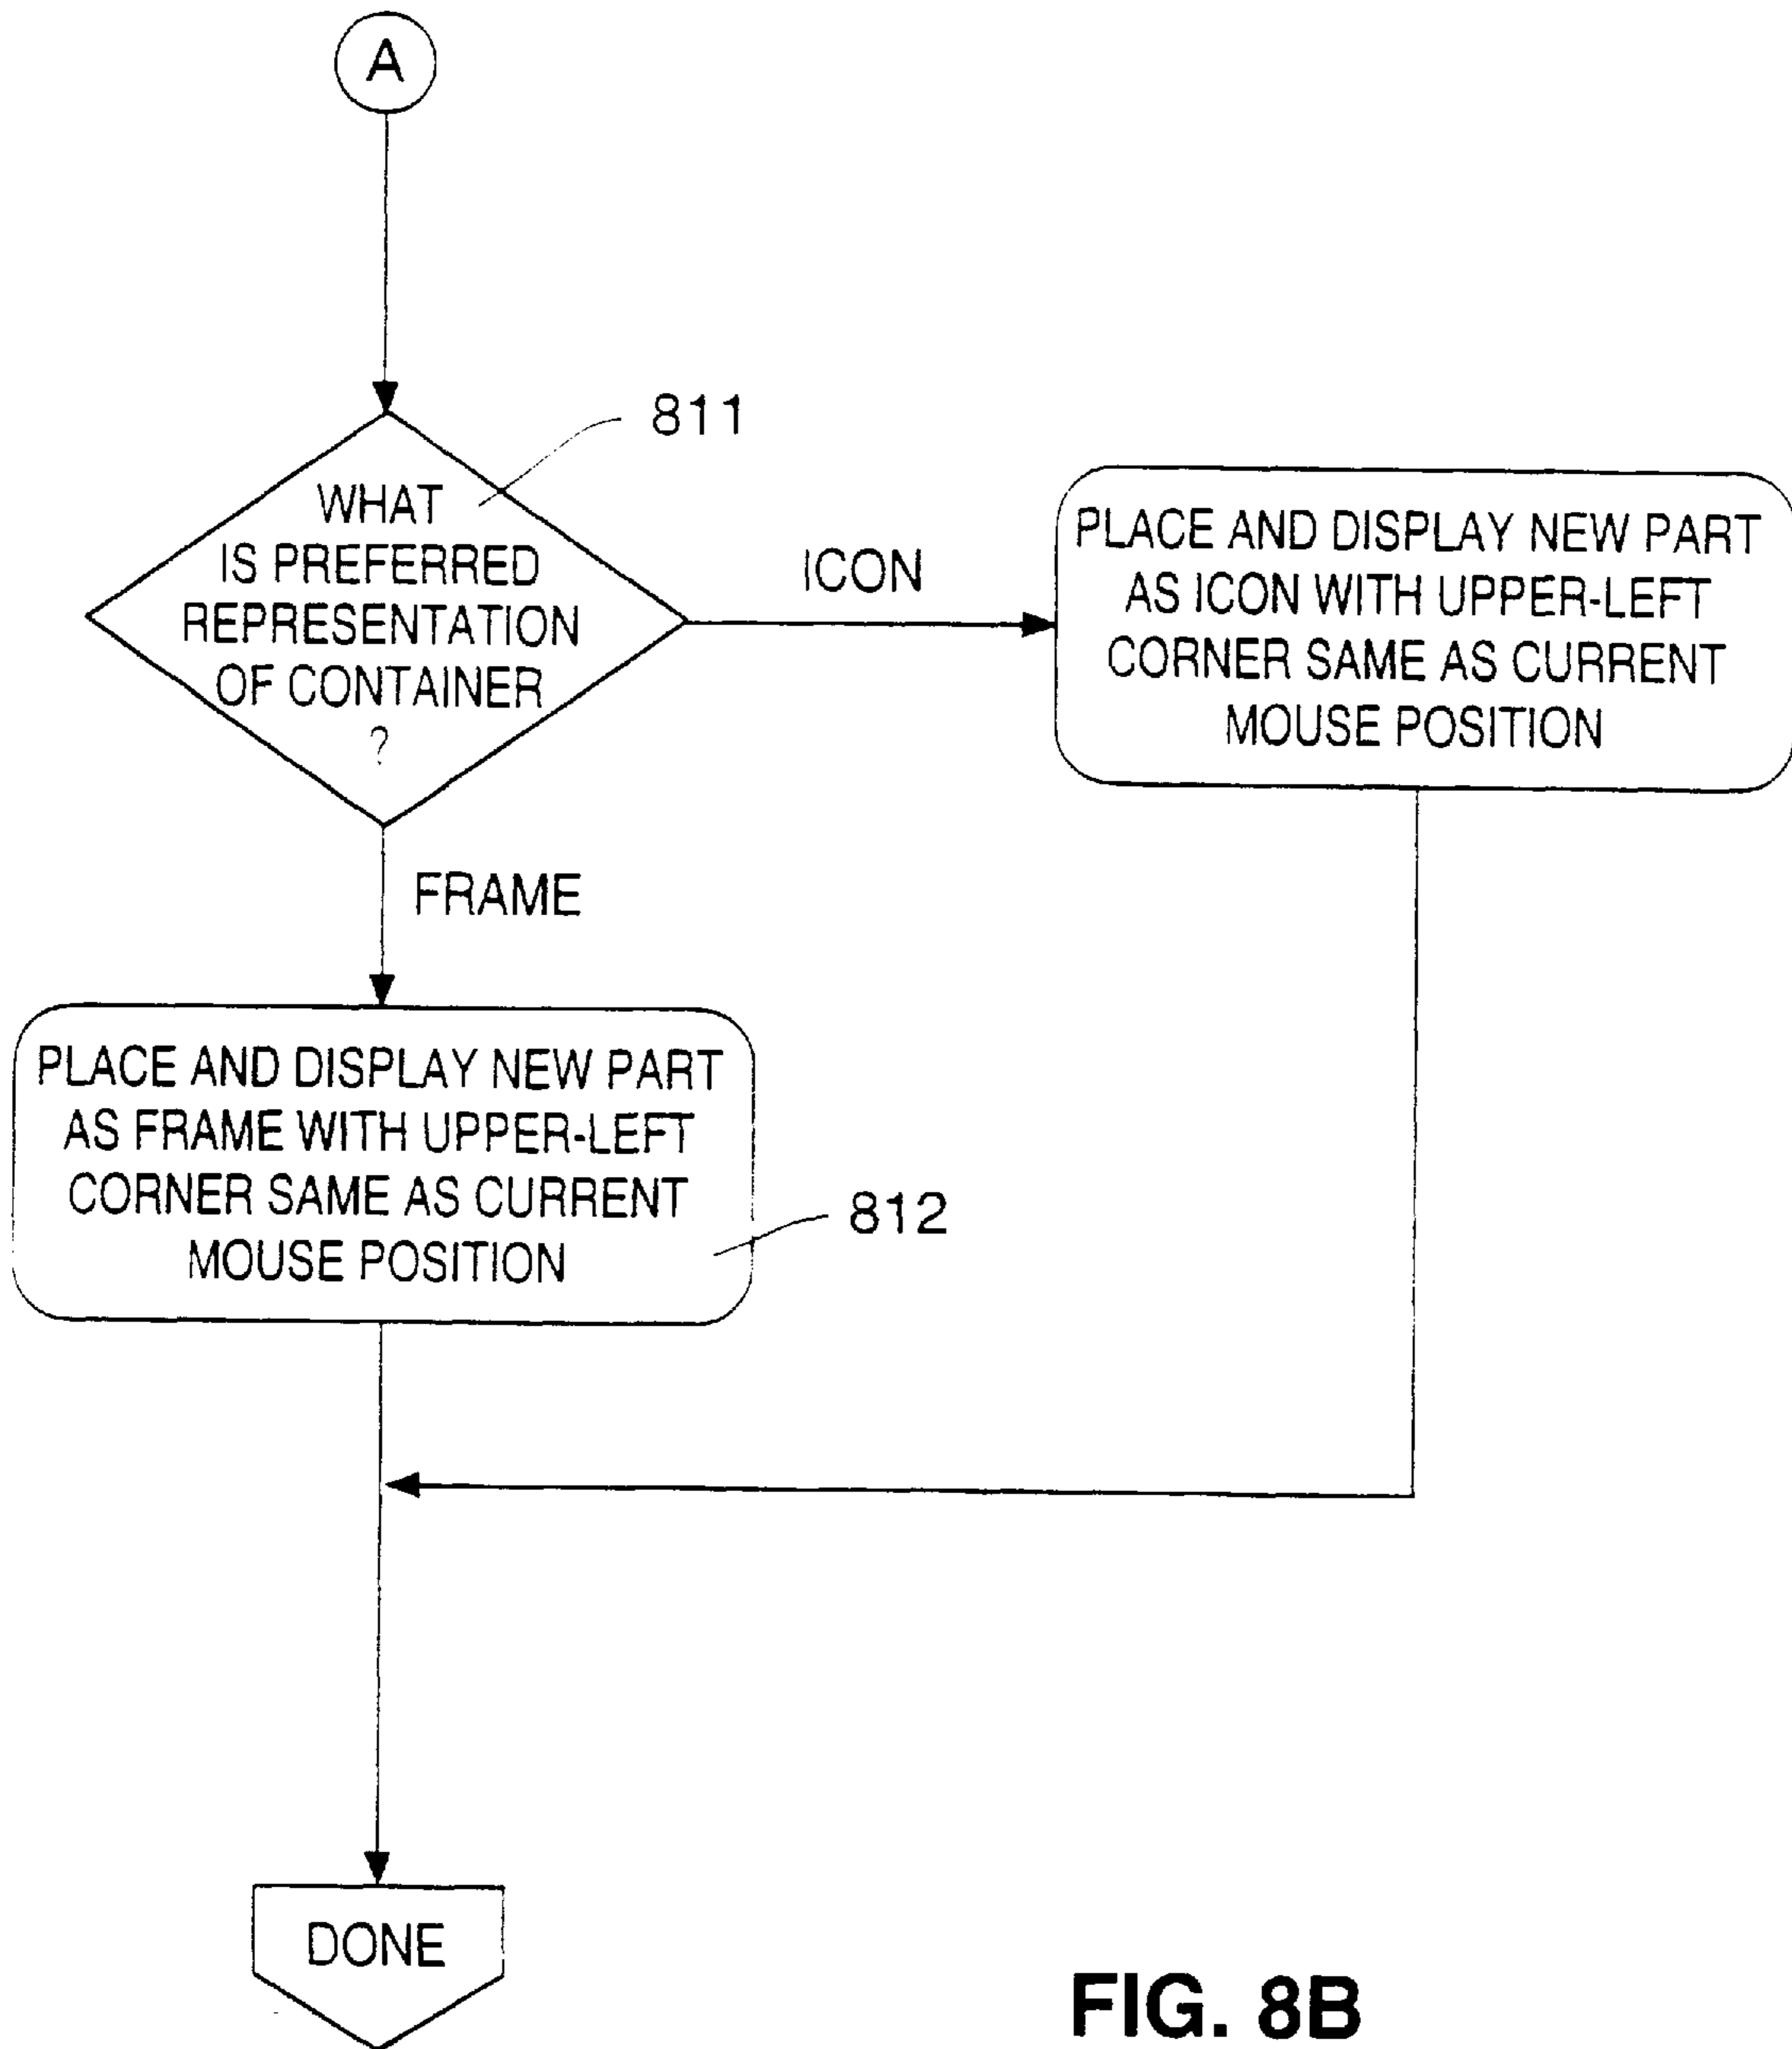 A
811
WHAT
IS PREFERRED
REPRESENTATION
OF CONTAINER
?
ICON
PLACE AND DISPLAY NEW PART
AS ICON WITH UPPER-LEFT
CORNER SAME AS CURRENT
MOUSE POSITION
FRAME
PLACE AND DISPLAY NEW PART
AS FRAME WITH UPPER-LEFT
CORNER SAME AS CURRENT
MOUSE POSITION
812
DONE
FIG. 8B